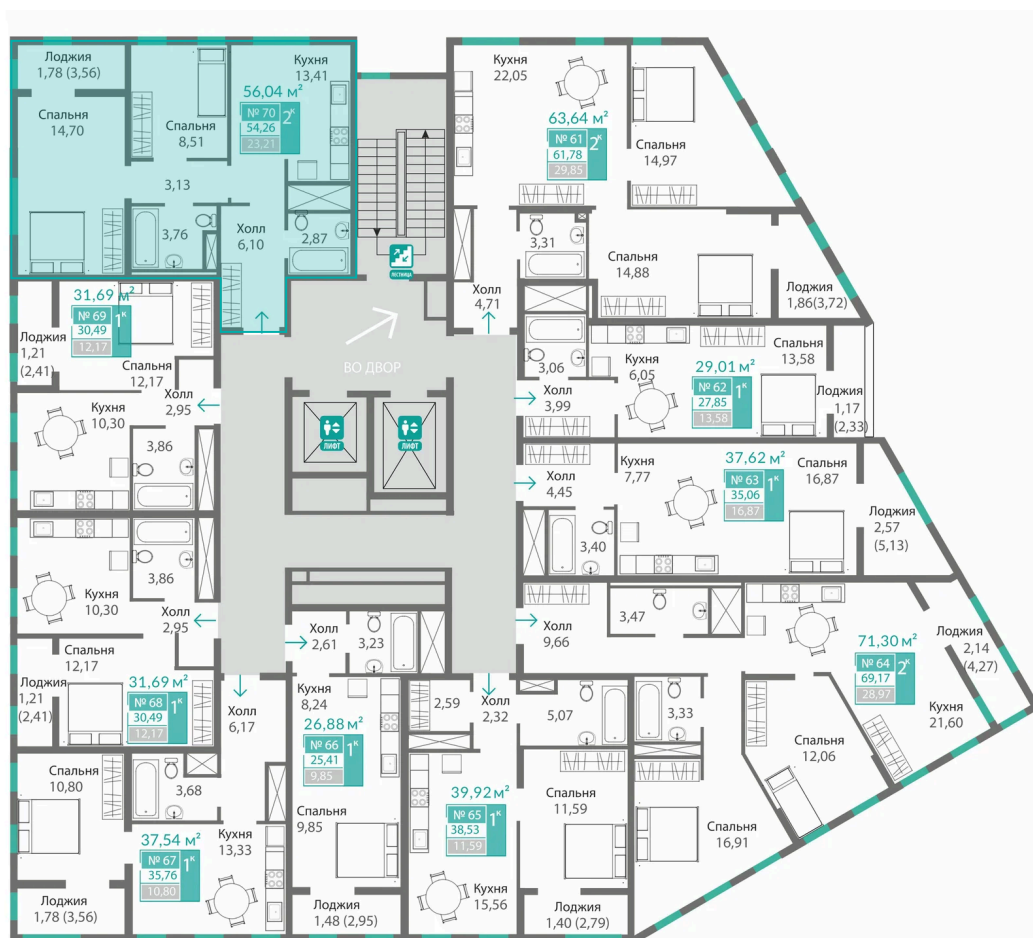 Лоджия
1,78 (3,56)
Спальня
14,70
Спальня
8,51
Кухня
13,41
56,04 м²
№ 70
54,26
23,21
2к
3,13
3,76
Холл
6,10
2,87
ЛЕСТНИЦА
Кухня
22,05
63,64 м²
№ 61
61,78
29,85
2к
Спальня
14,97
3,31
Спальня
14,88
Лоджия
1,86(3,72)
Холл
4,71
31,69 м²
№ 69
30,49
12,17
1к
Лоджия
1,21
(2,41)
Спальня
12,17
Холл
2,95
Кухня
10,30
3,86
ВО ДВОР
ЛИФТ
ЛИФТ
3,06
Холл
3,99
Кухня
6,05
29,01 м²
№ 62
27,85
13,58
1к
Спальня
13,58
Лоджия
1,17
(2,33)
Холл
4,45
Кухня
7,77
37,62 м²
№ 63
35,06
16,87
1к
Спальня
16,87
Лоджия
2,57
(5,13)
3,40
3,86
Кухня
10,30
Холл
2,95
Спальня
12,17
Лоджия
1,21
(2,41)
31,69 м²
№ 68
30,49
12,17
1к
Холл
2,61
3,23
Холл
9,66
3,47
71,30 м²
№ 64
69,17
28,97
2к
Лоджия
2,14
(4,27)
Кухня
21,60
Спальня
12,06
3,33
Спальня
16,91
Холл
6,17
Кухня
8,24
26,88 м²
№ 66
25,41
9,85
1к
Спальня
9,85
Лоджия
1,48 (2,95)
2,59
Холл
2,32
5,07
39,92 м²
№ 65
38,53
11,59
1к
Спальня
11,59
Кухня
15,56
Лоджия
1,40 (2,79)
Спальня
10,80
3,68
37,54 м²
№ 67
35,76
10,80
1к
Кухня
13,33
Лоджия
1,78 (3,56)